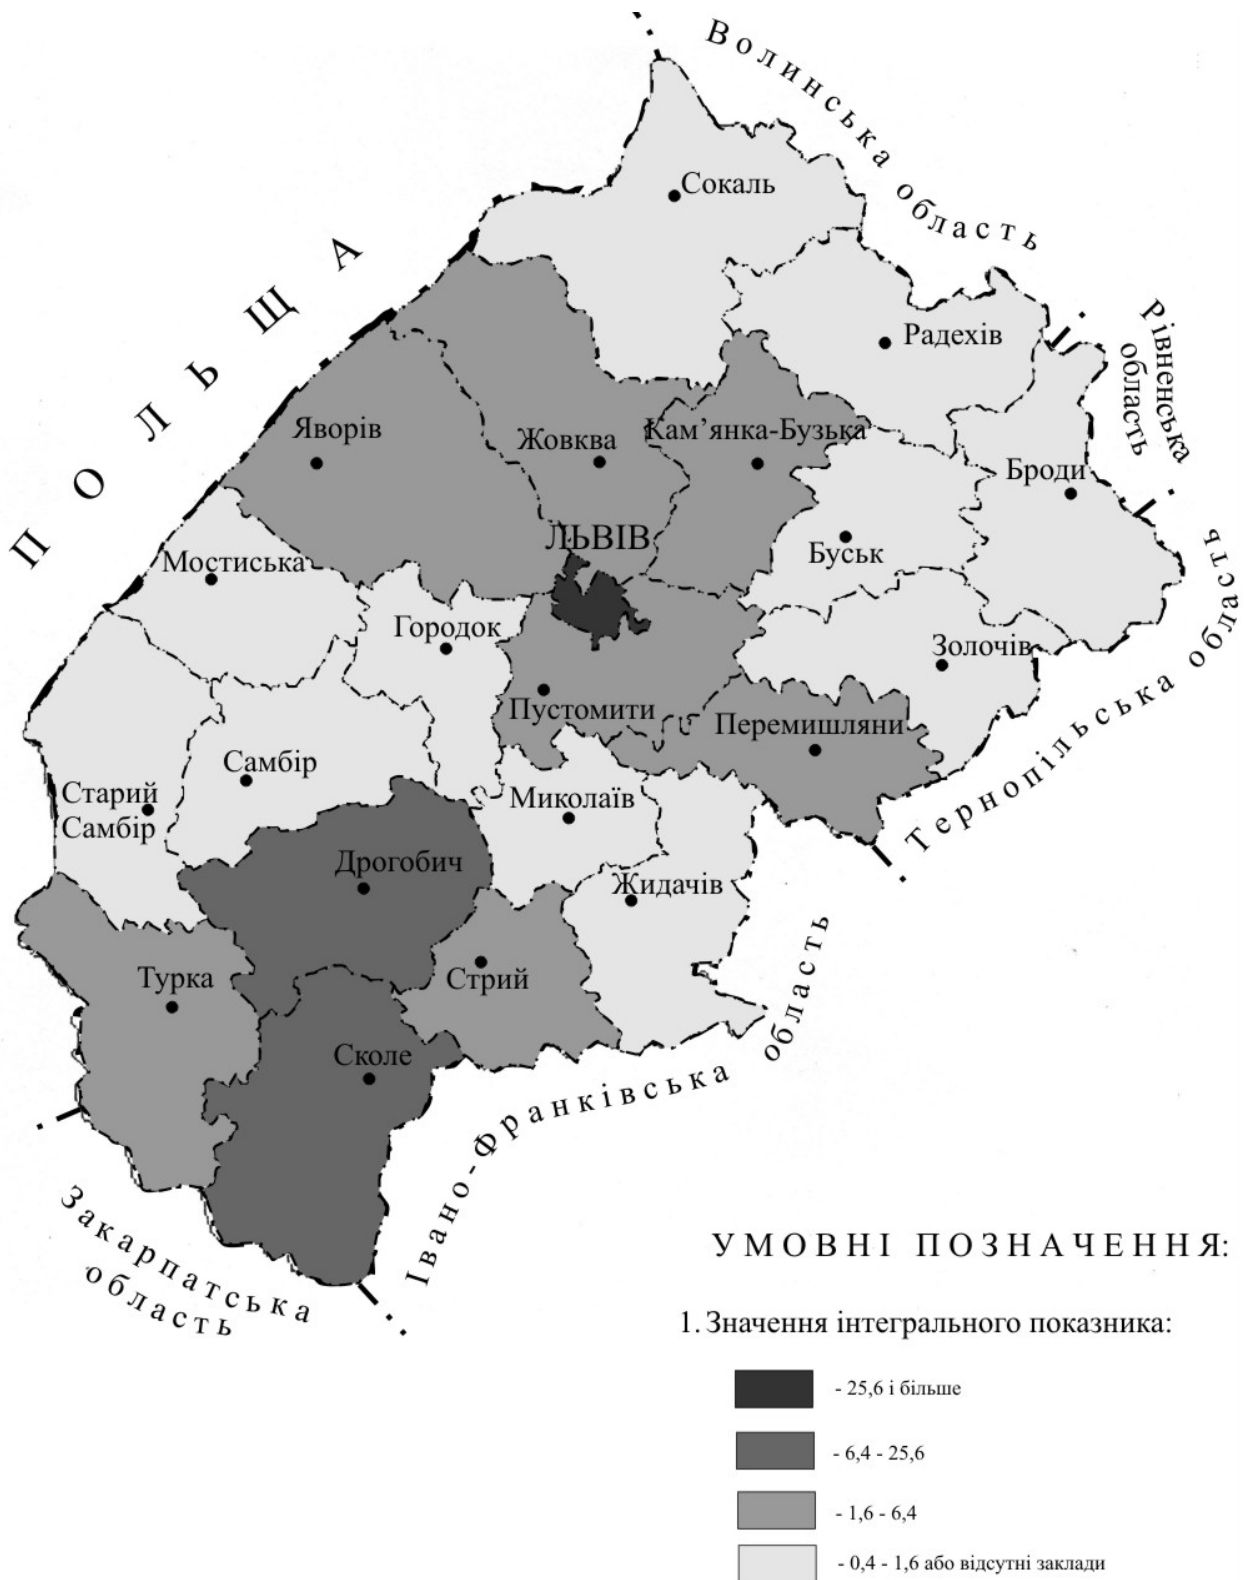 Волинська область
ПОЛЬЩА
Сокаль
Рівненська
область
Радехів
Яворів
Жовква
Кам’янка-Бузька
Броди
ЛЬВІВ
Буськ
Мостиська
Городок
Золочів
Тернопільська область
Пустомити
Перемишляни
Самбір
Старий
Самбір
Миколаїв
Дрогобич
Жидачів
Турка
Стрий
Сколе
Івано-Франківська область
Закарпатська
область
УМОВНІ ПОЗНАЧЕННЯ:
1. Значення інтегрального показника:
- 25,6 і більше
- 6,4 - 25,6
- 1,6 - 6,4
- 0,4 - 1,6 або відсутні заклади